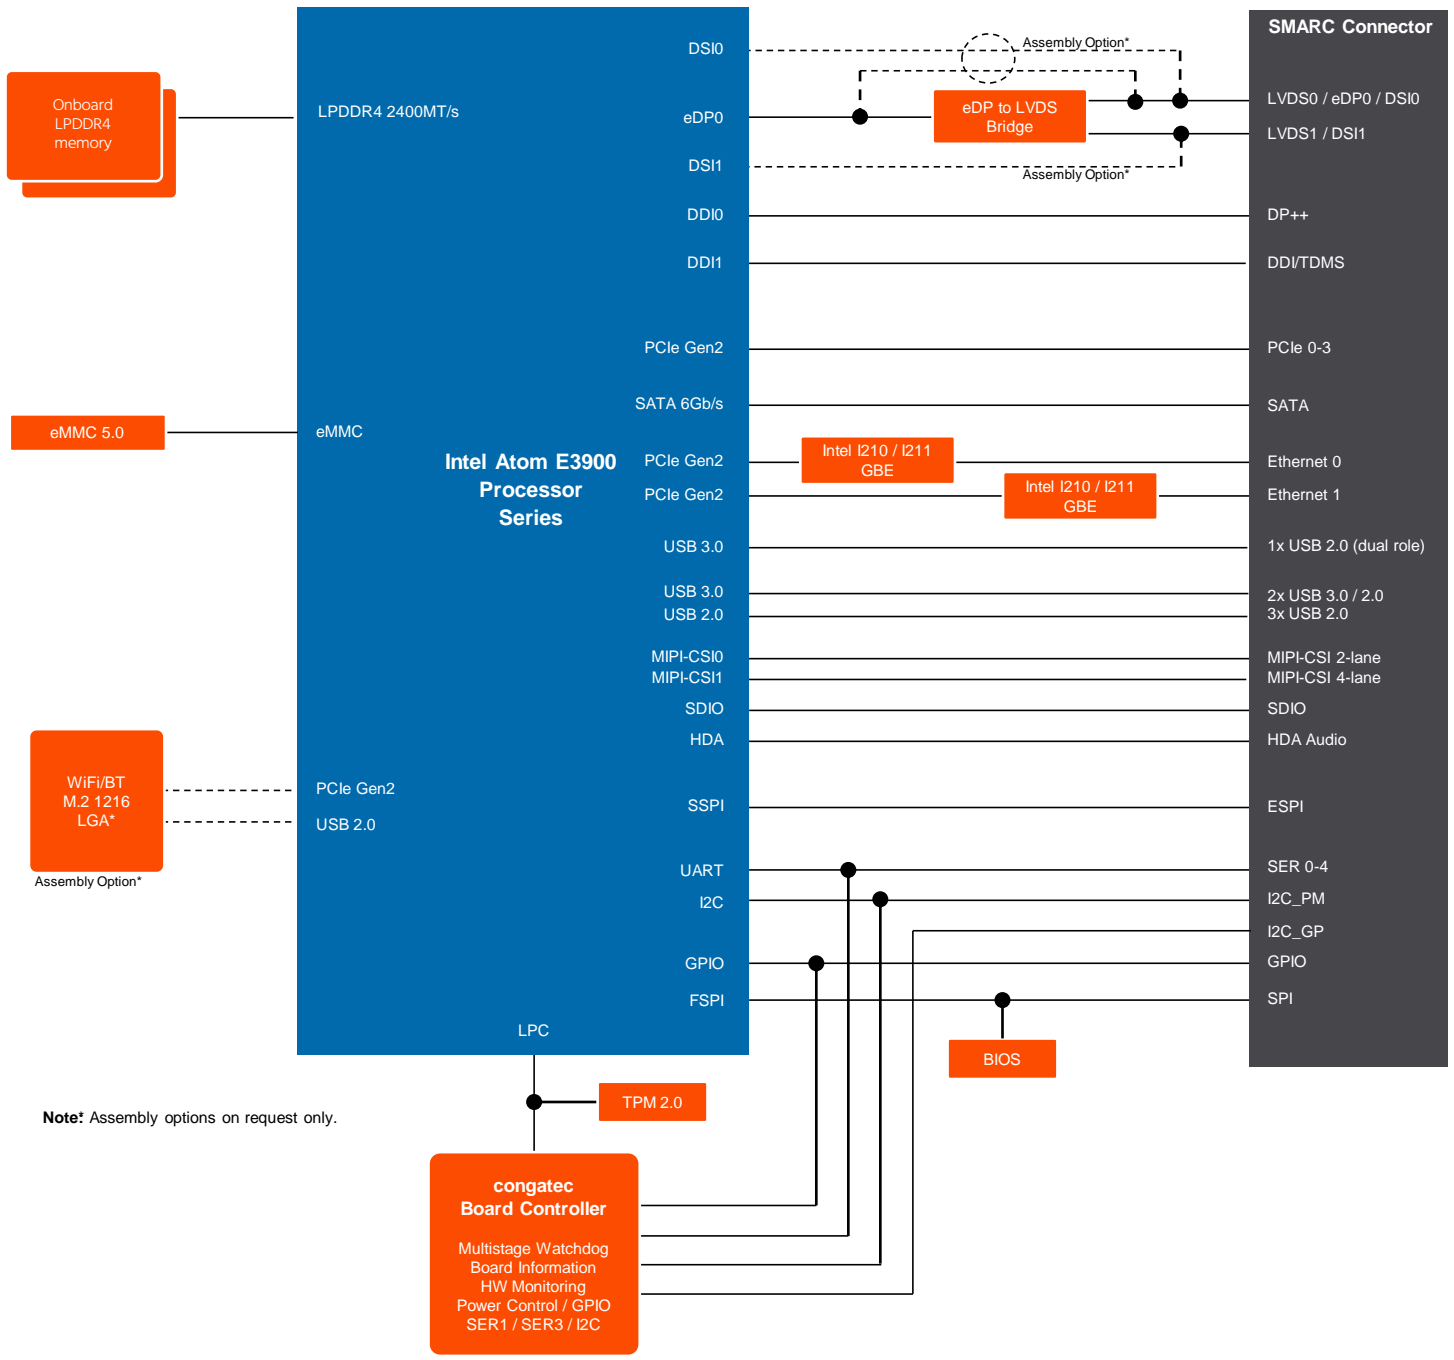 SMARC Connector
DSI0
Assembly Option*
Onboard
LPDDR4
memory
LPDDR4 2400MT/s
eDP0
eDP to LVDS
Bridge
LVDS0 / eDP0 / DSI0
LVDS1 / DSI1
DSI1
Assembly Option*
DDI0
DP++
DDI1
DDI/TDMS
PCIe Gen2
PCIe 0-3
SATA 6Gb/s
SATA
eMMC 5.0
eMMC
Intel Atom E3900
Processor
Series
PCIe Gen2
Intel I210 / I211
GBE
Ethernet 0
PCIe Gen2
Intel I210 / I211
GBE
Ethernet 1
USB 3.0
1x USB 2.0 (dual role)
USB 3.0
2x USB 3.0 / 2.0
USB 2.0
3x USB 2.0
MIPI-CSI0
MIPI-CSI 2-lane
MIPI-CSI1
MIPI-CSI 4-lane
SDIO
SDIO
HDA
HDA Audio
WiFi/BT
M.2 1216
LGA*
Assembly Option*
PCIe Gen2
USB 2.0
SSPI
ESPI
UART
SER 0-4
I2C
I2C_PM
I2C_GP
GPIO
GPIO
FSPI
SPI
LPC
BIOS
TPM 2.0
Note*: Assembly options on request only.
congatec
Board Controller
Multistage Watchdog
Board Information
HW Monitoring
Power Control / GPIO
SER1 / SER3 / I2C